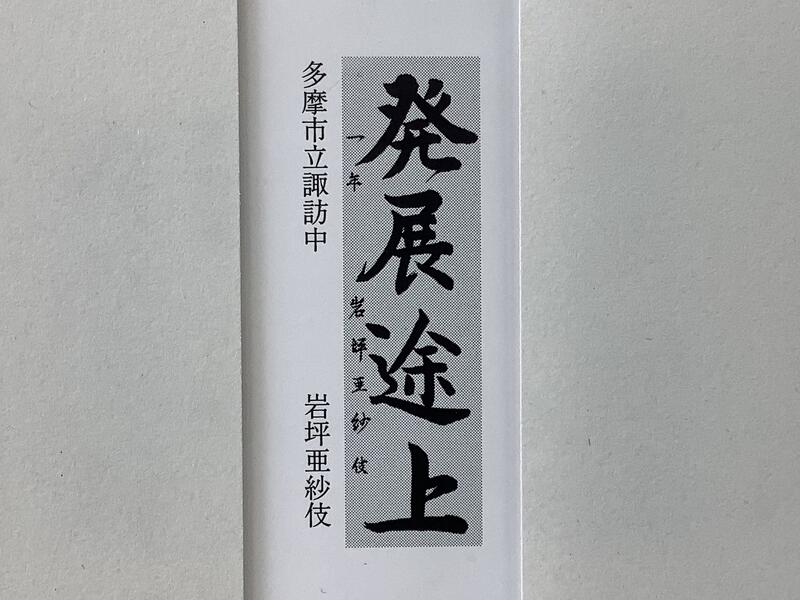 発展途上
一年 岩坪亜紗伎
多摩市立諏訪中 岩坪亜紗伎